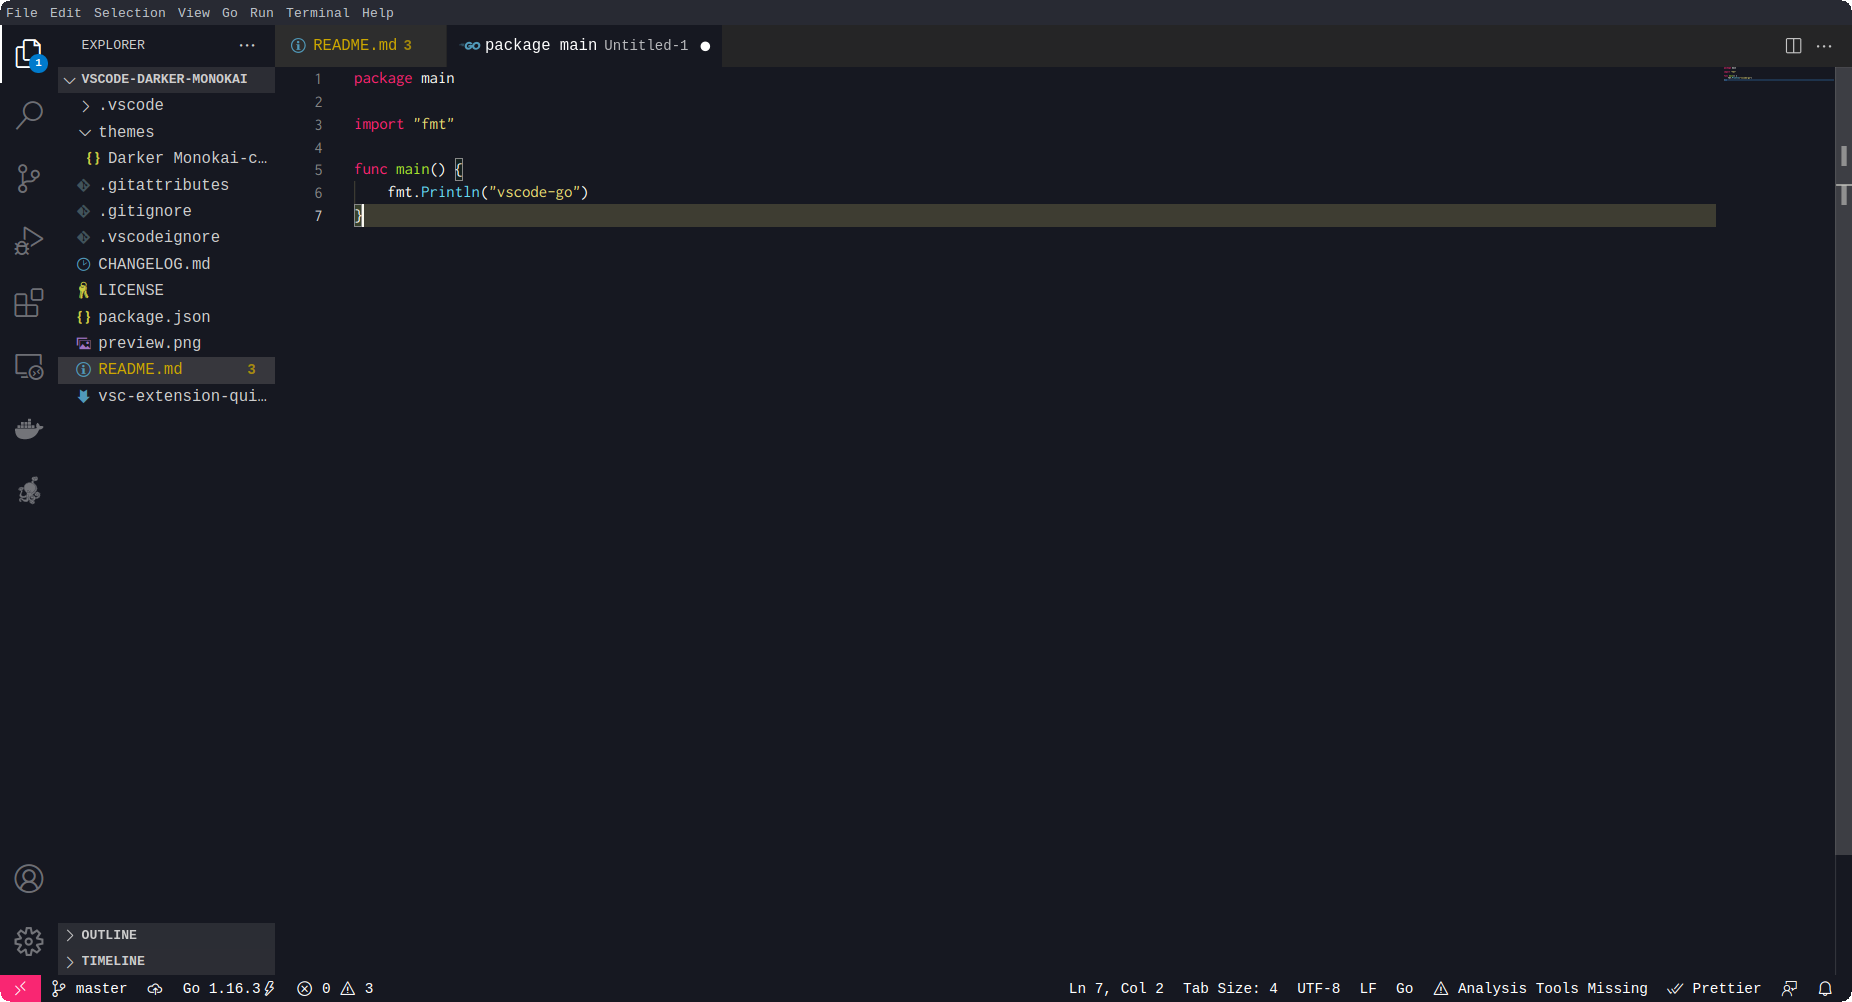 File Edit Selection View Go Run Terminal Help
EXPLORER ···
1
VSCODE-DARKER-MONOKAI
.vscode
themes
{} Darker Monokai-c…
.gitattributes
.gitignore
.vscodeignore
CHANGELOG.md
LICENSE
{} package.json
preview.png
README.md 3
vsc-extension-qui…
OUTLINE
TIMELINE
README.md 3
GO package main Untitled-1
1 package main
2
3 import "fmt"
4
5 func main() {
6 fmt.Println("vscode-go")
7 }
master Go 1.16.3 0 3 Ln 7, Col 2 Tab Size: 4 UTF-8 LF Go Analysis Tools Missing Prettier